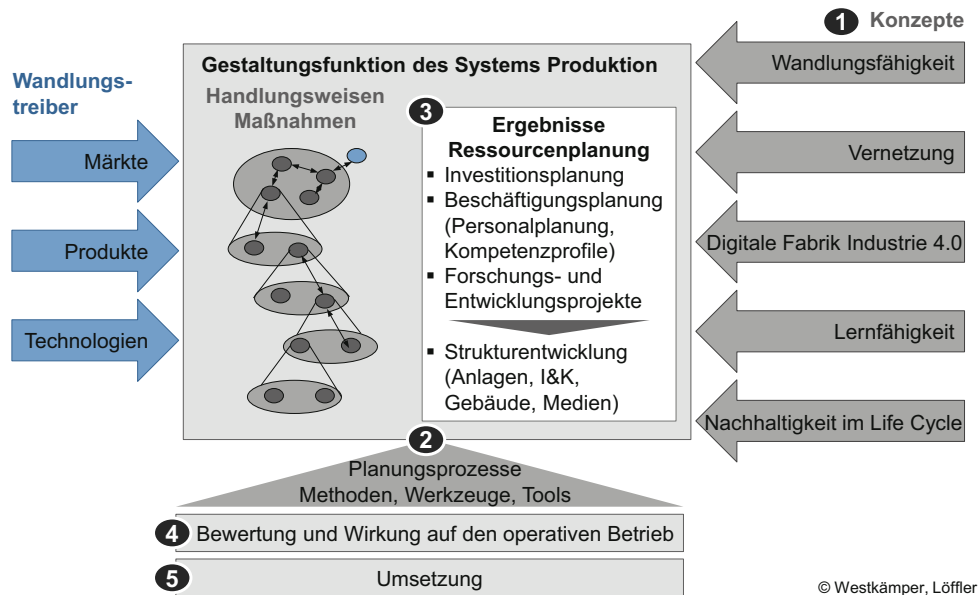 1 Konzepte
Gestaltungsfunktion des Systems Produktion
Wandlungs-
treiber
Märkte
Produkte
Technologien
Handlungsweisen
Maßnahmen
3
Ergebnisse
Ressourcenplanung
▪ Investitionsplanung
▪ Beschäftigungsplanung
(Personalplanung,
Kompetenzprofile)
▪ Forschungs- und
Entwicklungsprojekte
▪ Strukturentwicklung
(Anlagen, I&K,
Gebäude, Medien)
Wandlungsfähigkeit
Vernetzung
Digitale Fabrik Industrie 4.0
Lernfähigkeit
Nachhaltigkeit im Life Cycle
2
Planungsprozesse
Methoden, Werkzeuge, Tools
4 Bewertung und Wirkung auf den operativen Betrieb
5 Umsetzung
© Westkämper, Löffler